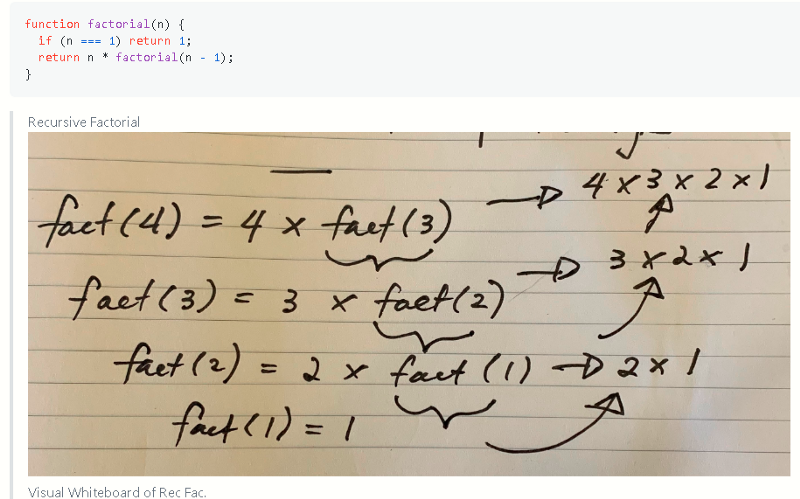 function factorial(n) {
if (n === 1) return 1;
return n * factorial(n - 1);
}
Recursive Factorial
fact(4) = 4 x fact(3) → 4 x 3 x 2 x 1
fact(3) = 3 x fact(2) → 3 x 2 x 1
fact(2) = 2 x fact(1) → 2 x 1
fact(1) = 1
Visual Whiteboard of Rec Fac.